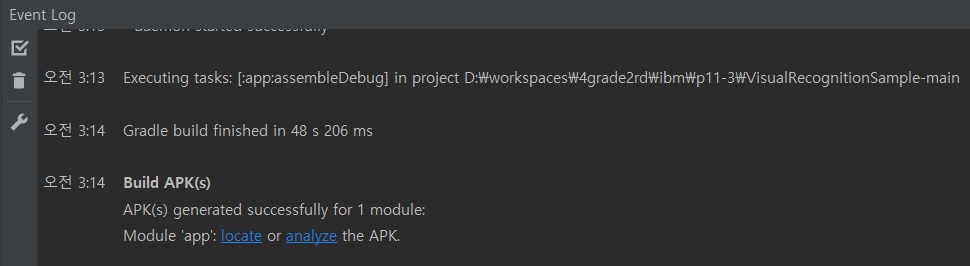 Event Log
daemon started successfully
오전 3:13 Executing tasks: [:app:assembleDebug] in project D:₩workspaces₩4grade2rd₩ibm₩p11-3₩VisualRecognitionSample-main
오전 3:14 Gradle build finished in 48 s 206 ms
오전 3:14 Build APK(s)
APK(s) generated successfully for 1 module:
Module 'app': locate or analyze the APK.